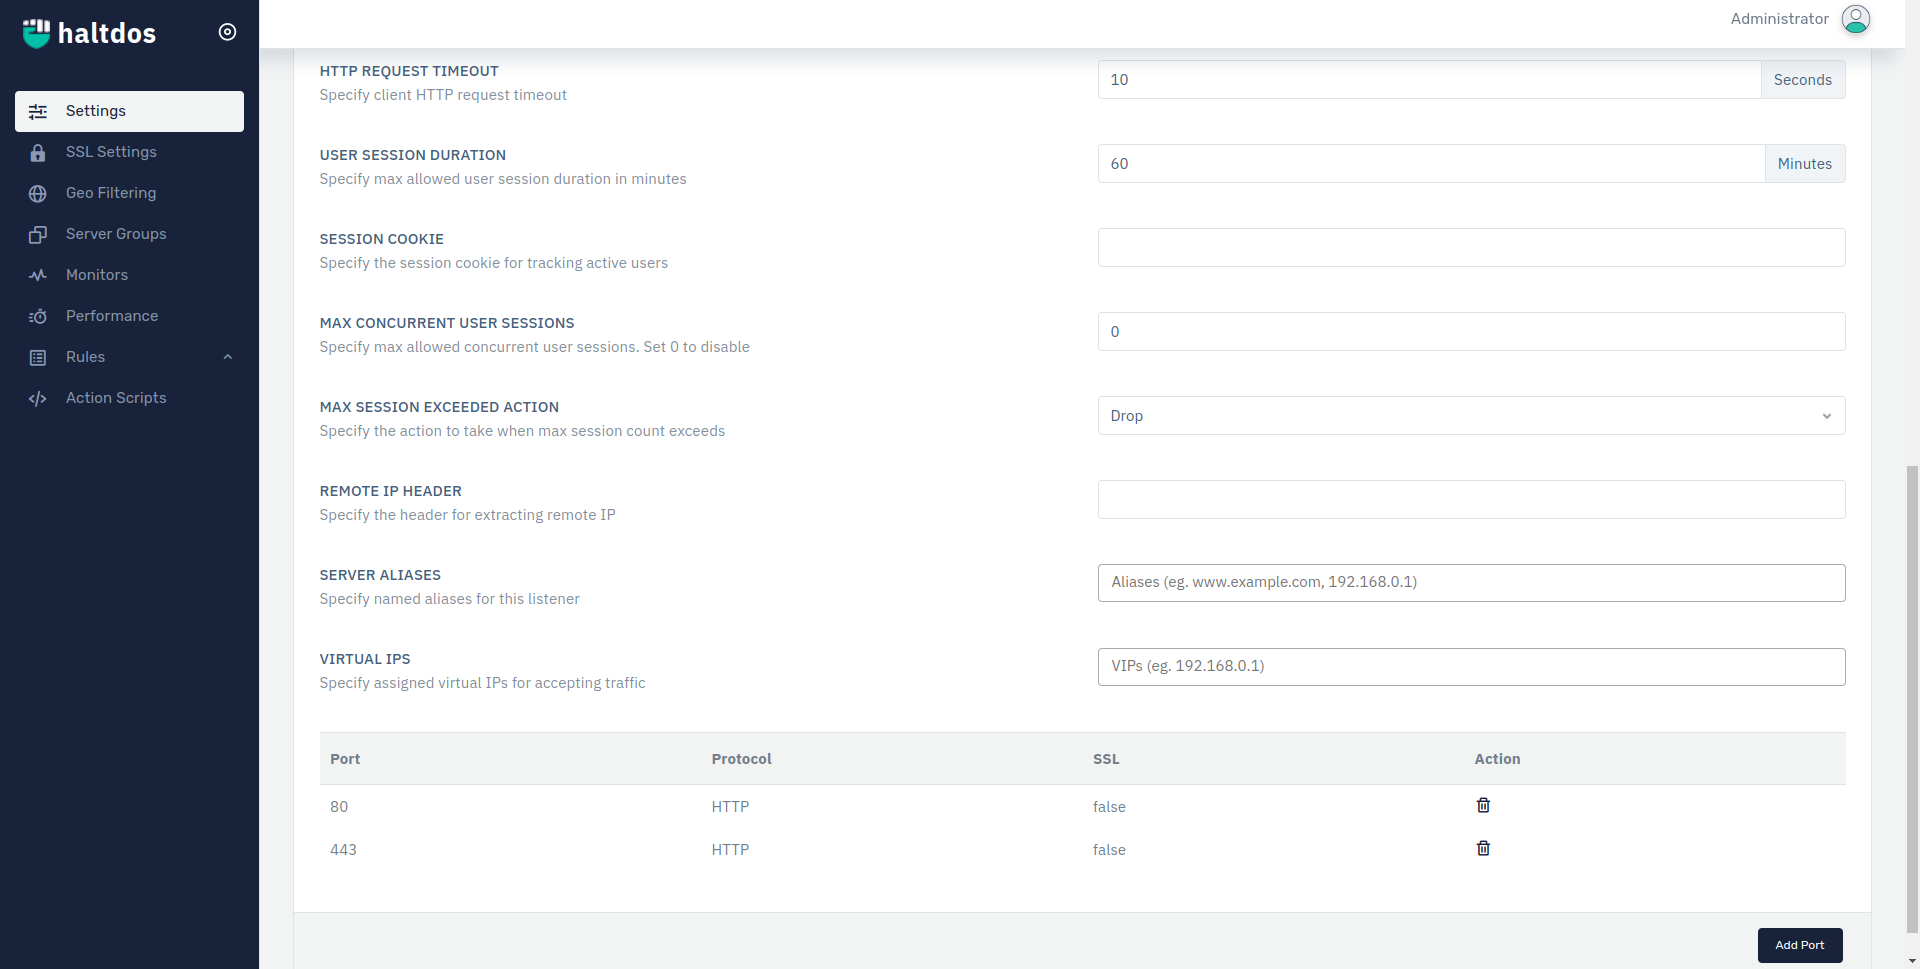 haltdos
Administrator
Settings
SSL Settings
Geo Filtering
Server Groups
Monitors
Performance
Rules
Action Scripts
HTTP REQUEST TIMEOUT
Specify client HTTP request timeout
10
Seconds
USER SESSION DURATION
Specify max allowed user session duration in minutes
60
Minutes
SESSION COOKIE
Specify the session cookie for tracking active users
MAX CONCURRENT USER SESSIONS
Specify max allowed concurrent user sessions. Set 0 to disable
0
MAX SESSION EXCEEDED ACTION
Specify the action to take when max session count exceeds
Drop
REMOTE IP HEADER
Specify the header for extracting remote IP
SERVER ALIASES
Specify named aliases for this listener
Aliases (eg. www.example.com, 192.168.0.1)
VIRTUAL IPS
Specify assigned virtual IPs for accepting traffic
VIPs (eg. 192.168.0.1)
Port Protocol SSL Action
80 HTTP false
443 HTTP false
Add Port